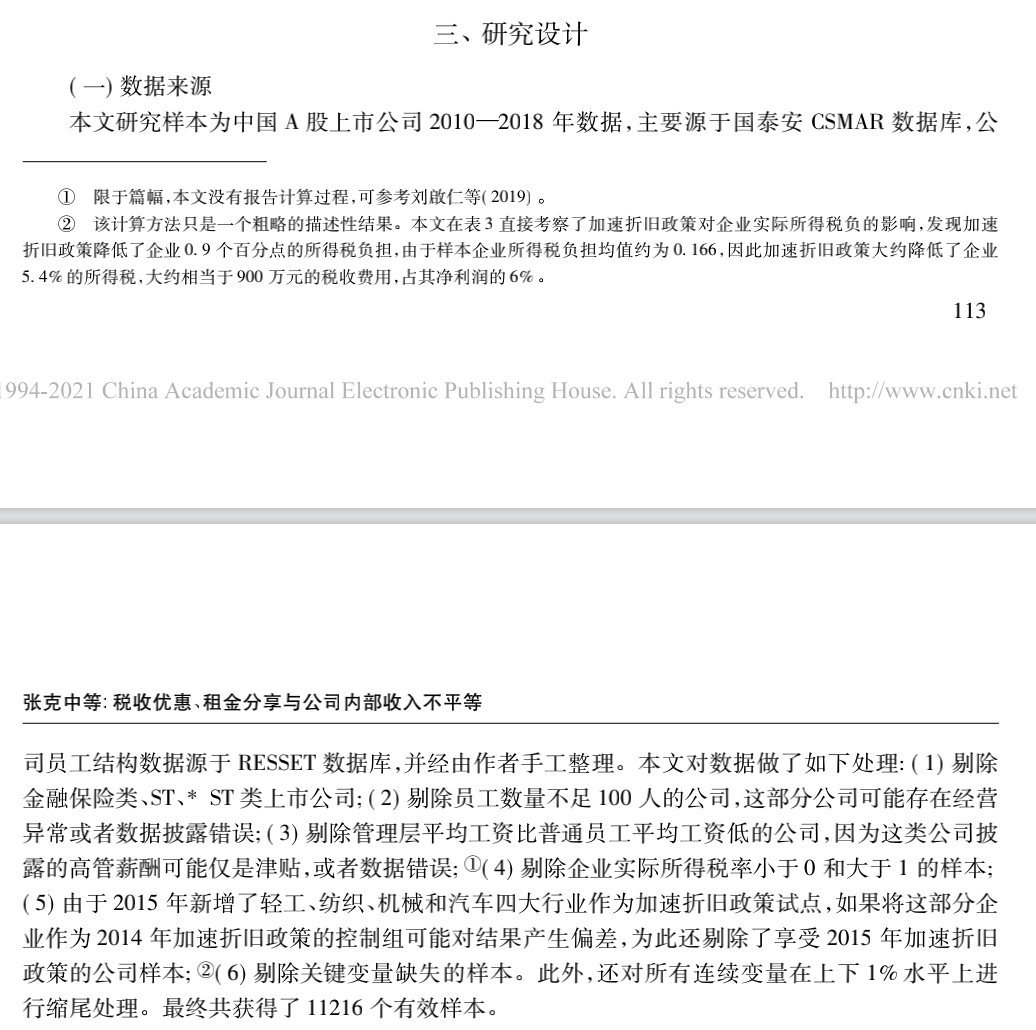 三、研究设计
(一) 数据来源
本文研究样本为中国 A 股上市公司 2010—2018 年数据,主要源于国泰安 CSMAR 数据库,公
① 限于篇幅,本文没有报告计算过程,可参考刘啟仁等(2019)。
② 该计算方法只是一个粗略的描述性结果。本文在表 3 直接考察了加速折旧政策对企业实际所得税负的影响,发现加速
折旧政策降低了企业 0.9 个百分点的所得税负担,由于样本企业所得税负担均值约为 0.166,因此加速折旧政策大约降低了企业
5.4% 的所得税,大约相当于 900 万元的税收费用,占其净利润的 6%。
113
1994-2021 China Academic Journal Electronic Publishing House. All rights reserved. http://www.cnki.net
张克中等: 税收优惠、租金分享与公司内部收入不平等
司员工结构数据源于 RESSET 数据库,并经由作者手工整理。本文对数据做了如下处理: (1) 剔除
金融保险类、ST、* ST 类上市公司; (2) 剔除员工数量不足 100 人的公司,这部分公司可能存在经营
异常或者数据披露错误; (3) 剔除管理层平均工资比普通员工平均工资低的公司,因为这类公司披
露的高管薪酬可能仅是津贴,或者数据错误; ①(4) 剔除企业实际所得税率小于 0 和大于 1 的样本;
(5) 由于 2015 年新增了轻工、纺织、机械和汽车四大行业作为加速折旧政策试点,如果将这部分企
业作为 2014 年加速折旧政策的控制组可能对结果产生偏差,为此还剔除了享受 2015 年加速折旧
政策的公司样本; ②(6) 剔除关键变量缺失的样本。此外,还对所有连续变量在上下 1% 水平上进
行缩尾处理。最终共获得了 11216 个有效样本。